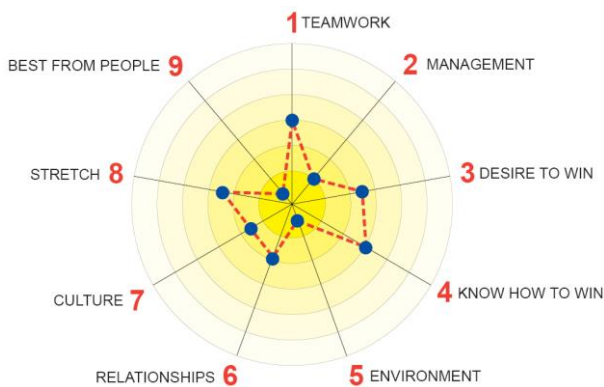 1 TEAMWORK
2 MANAGEMENT
3 DESIRE TO WIN
4 KNOW HOW TO WIN
5 ENVIRONMENT
RELATIONSHIPS 6
CULTURE 7
STRETCH 8
BEST FROM PEOPLE 9